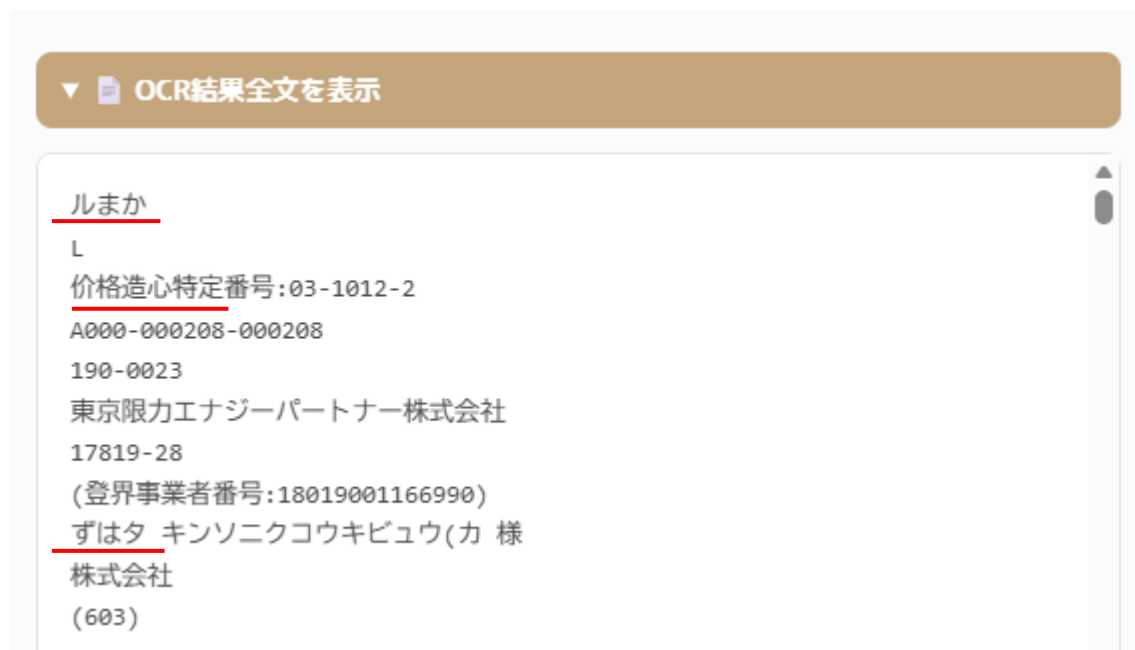 ▼ 📄 OCR結果全文を表示
ルまか
L
价格造心特定番号:03-1012-2
A000-000208-000208
190-0023
東京限力エナジーパートナー株式会社
17819-28
(登界事業者番号:18019001166990)
ずはタ キンソニクコウキビュウ(カ 様
株式会社
(603)